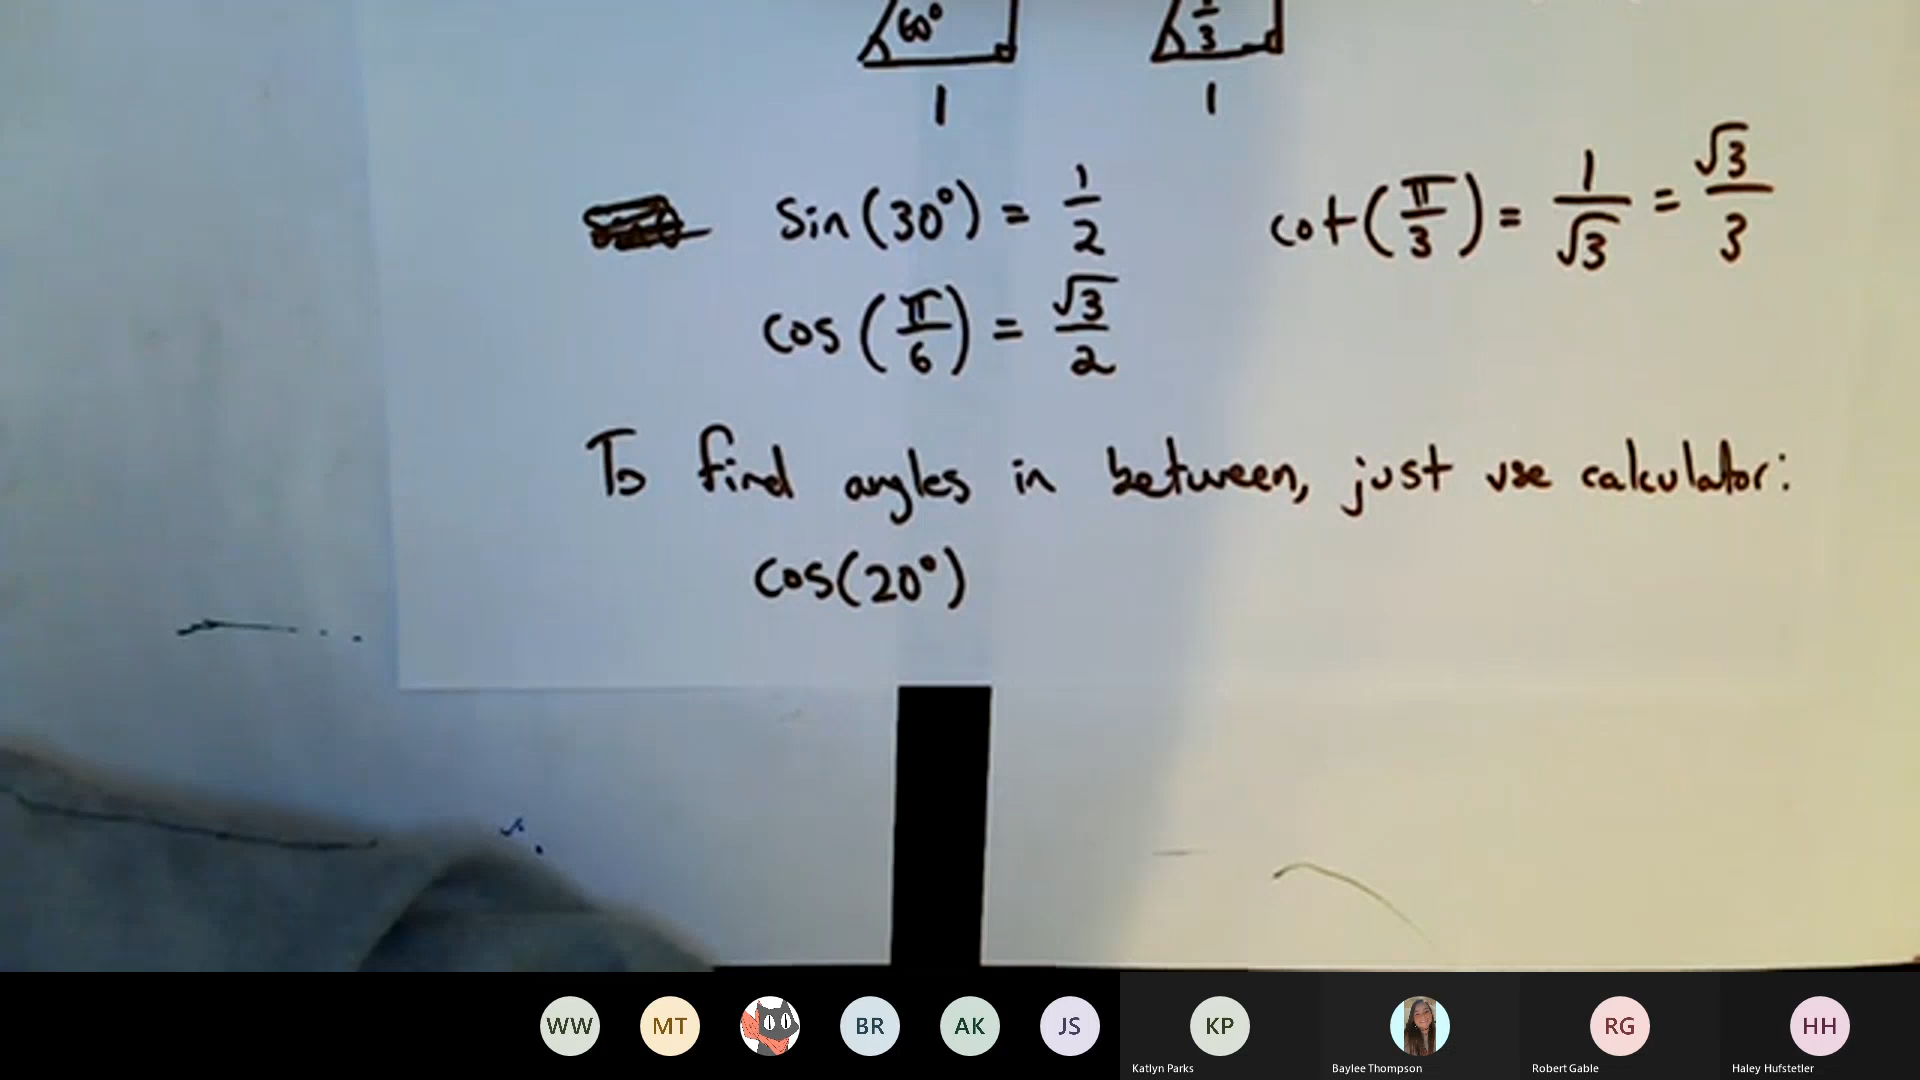 60° π/3
1 1
sin(30°) = 1/2 cot(π/3) = 1/√3 = √3/3
cos(π/6) = √3/2
To find angles in between, just use calculator:
cos(20°)
WW MT BR AK JS KP RG HH
Katlyn Parks Baylee Thompson Robert Gable Haley Hufstetler